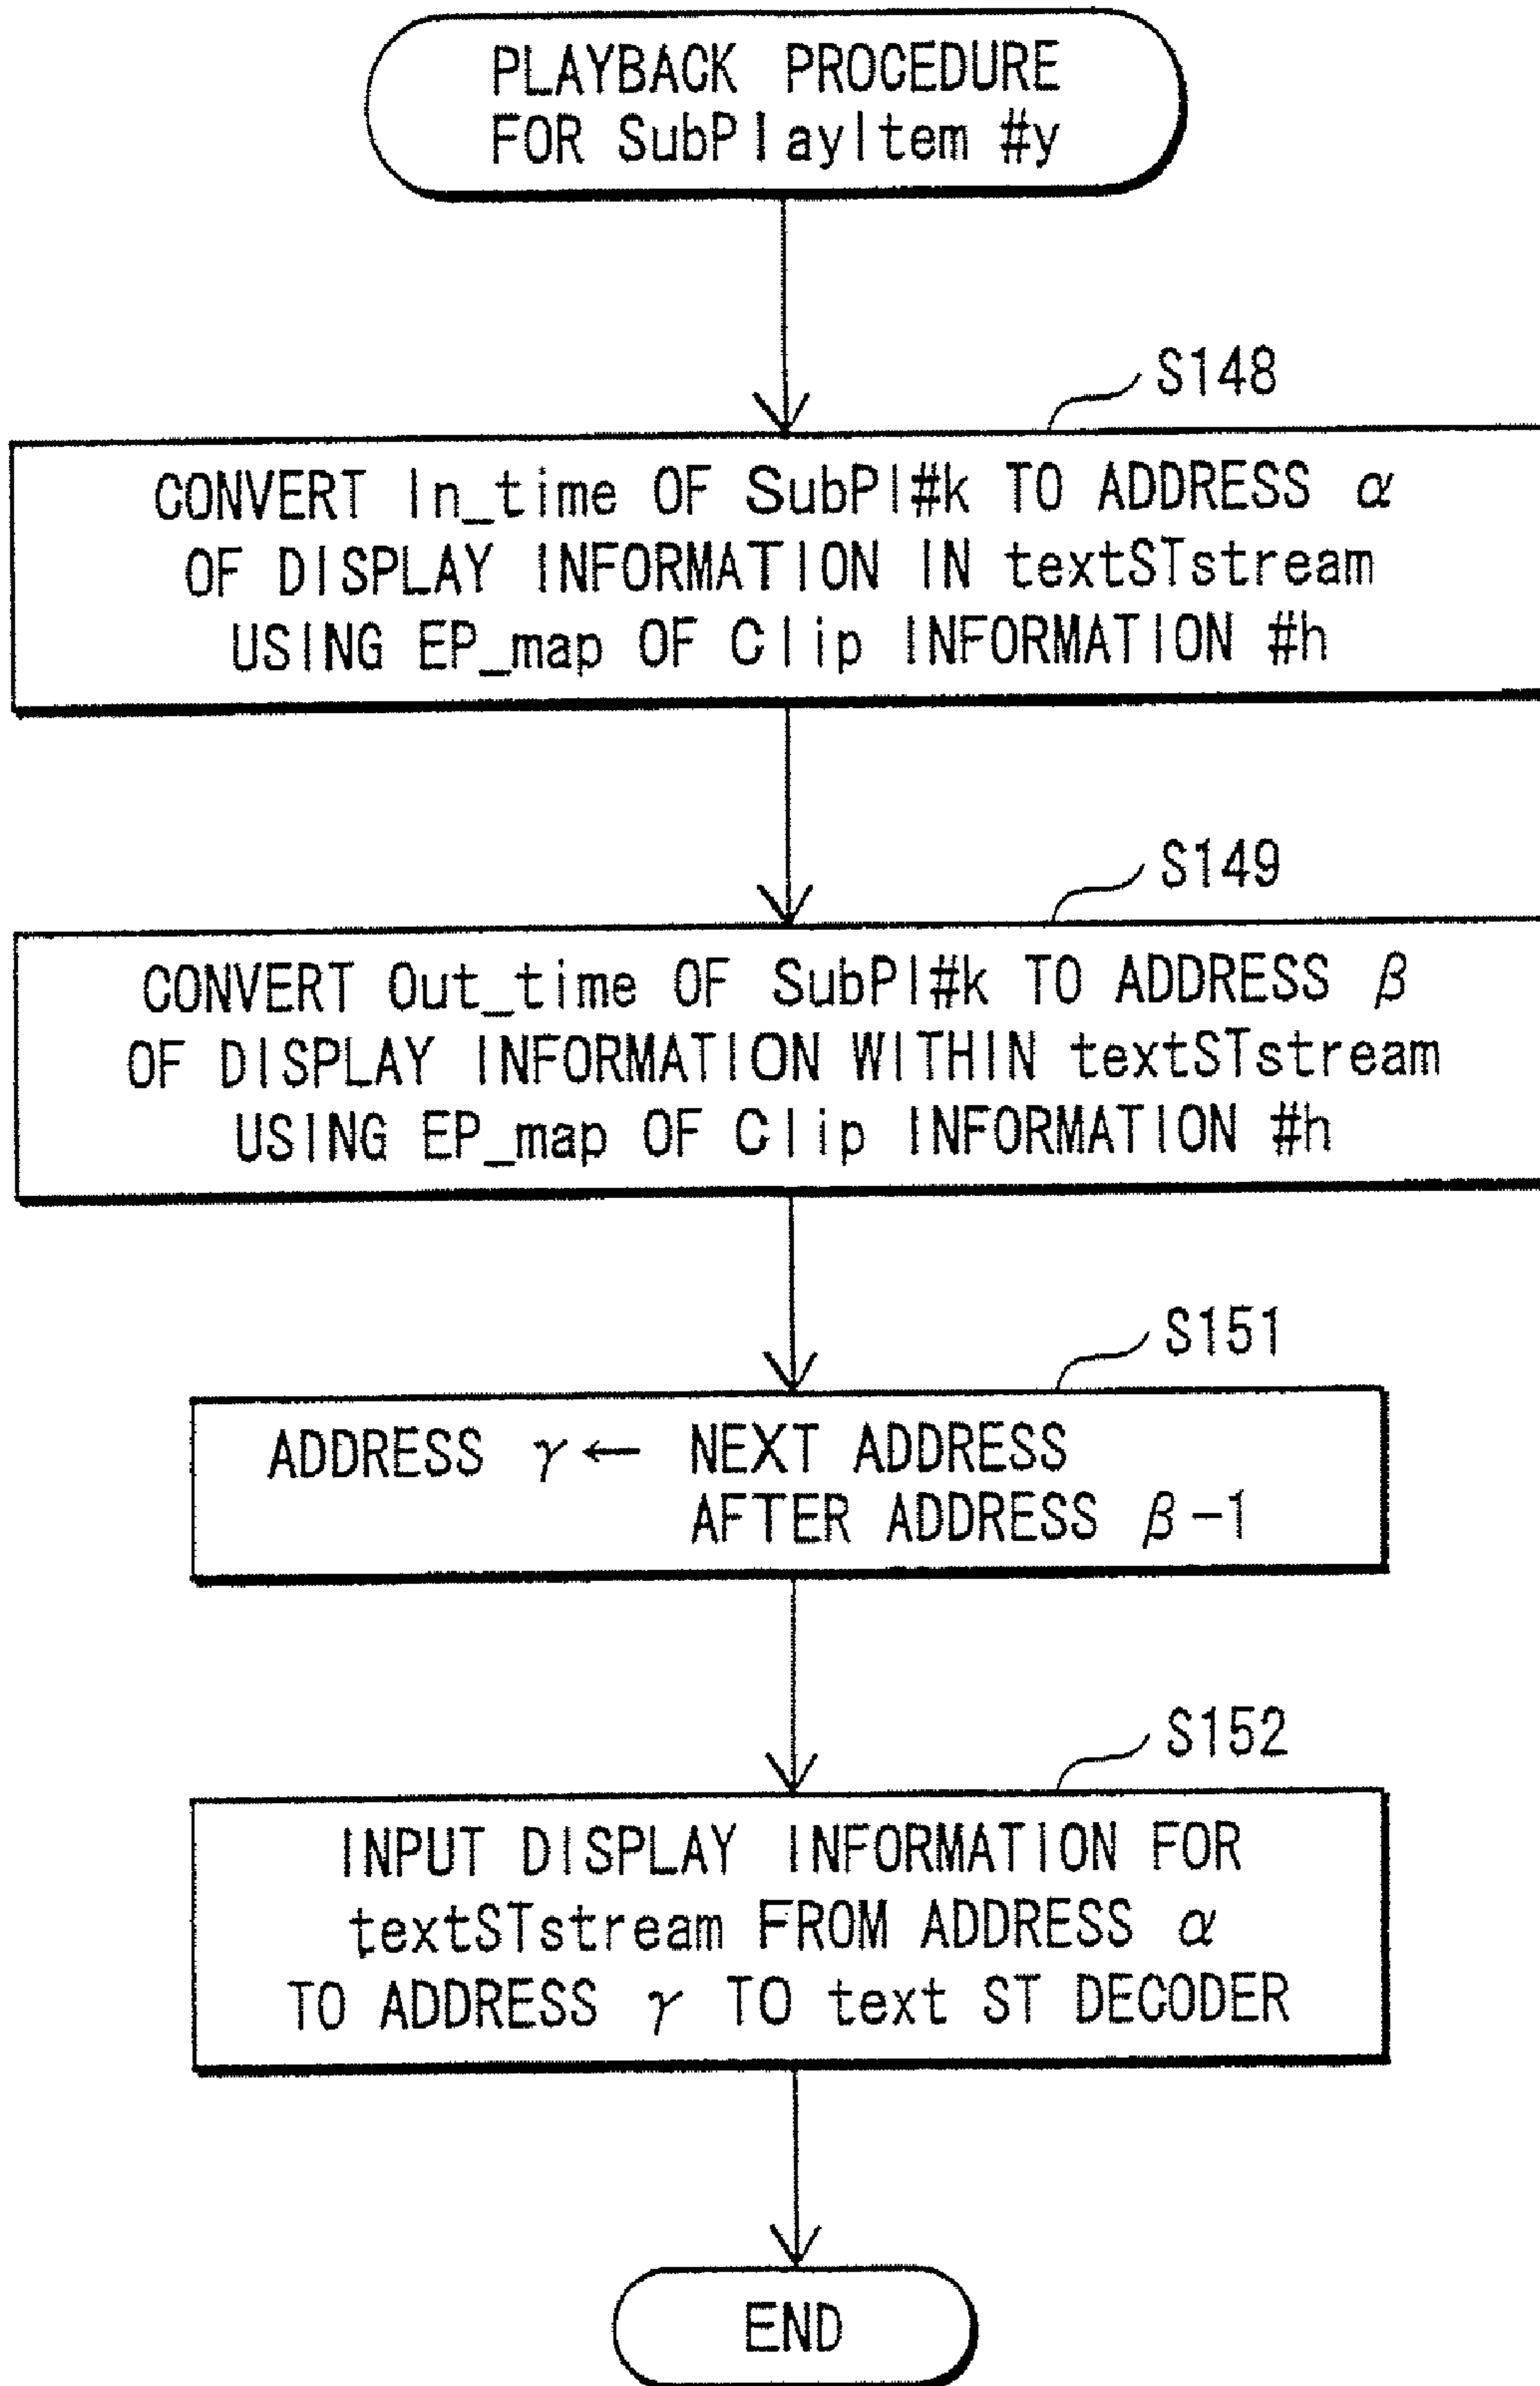 PLAYBACK PROCEDURE
FOR SubPlayItem #y
S148
CONVERT In_time OF SubPI#k TO ADDRESS α
OF DISPLAY INFORMATION IN textSTstream
USING EP_map OF Clip INFORMATION #h
S149
CONVERT Out_time OF SubPI#k TO ADDRESS β
OF DISPLAY INFORMATION WITHIN textSTstream
USING EP_map OF Clip INFORMATION #h
S151
ADDRESS γ← NEXT ADDRESS
AFTER ADDRESS β-1
S152
INPUT DISPLAY INFORMATION FOR
textSTstream FROM ADDRESS α
TO ADDRESS γ TO text ST DECODER
END